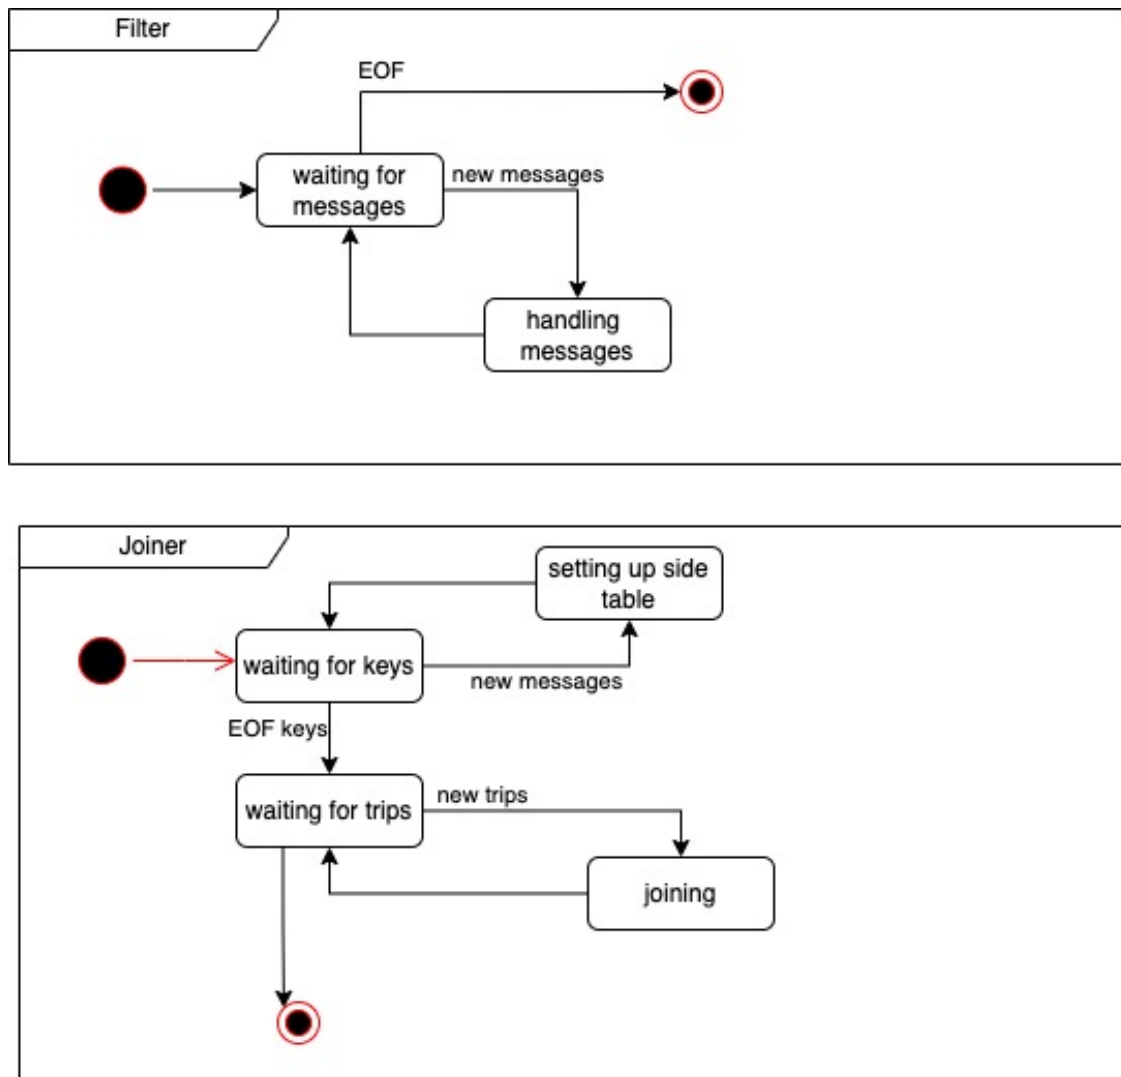 Filter
EOF
waiting for
messages
new messages
handling
messages
Joiner
setting up side
table
waiting for keys
new messages
EOF keys
waiting for trips
new trips
joining